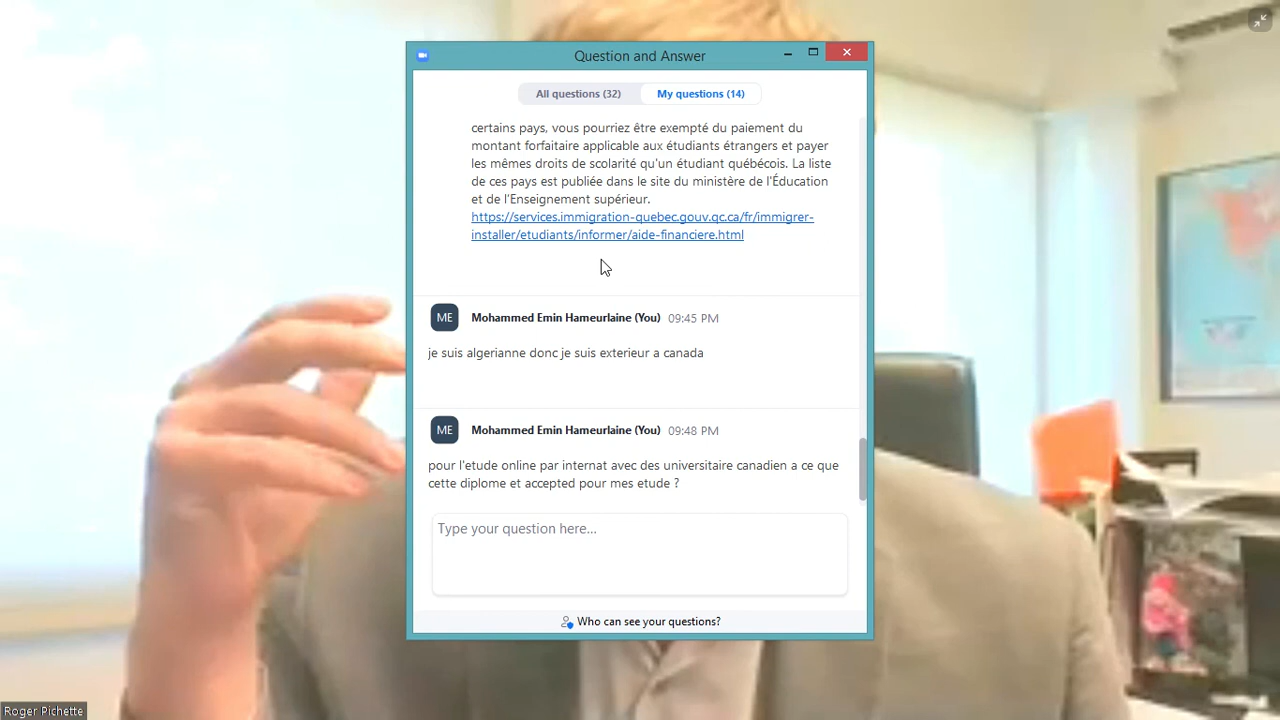 Question and Answer
All questions (32)
My questions (14)
certains pays, vous pourriez être exempté du paiement du
montant forfaitaire applicable aux étudiants étrangers et payer
les mêmes droits de scolarité qu'un étudiant québécois. La liste
de ces pays est publiée dans le site du ministère de l'Éducation
et de l'Enseignement supérieur.
https://services.immigration-quebec.gouv.qc.ca/fr/immigrer-
installer/etudiants/informer/aide-financiere.html
ME
Mohammed Emin Hameurlaine (You) 09:45 PM
je suis algerianne donc je suis exterieur a canada
ME
Mohammed Emin Hameurlaine (You) 09:48 PM
pour l'etude online par internat avec des universitaire canadien a ce que
cette diplome et accepted pour mes etude ?
Type your question here...
Who can see your questions?
Roger Pichette